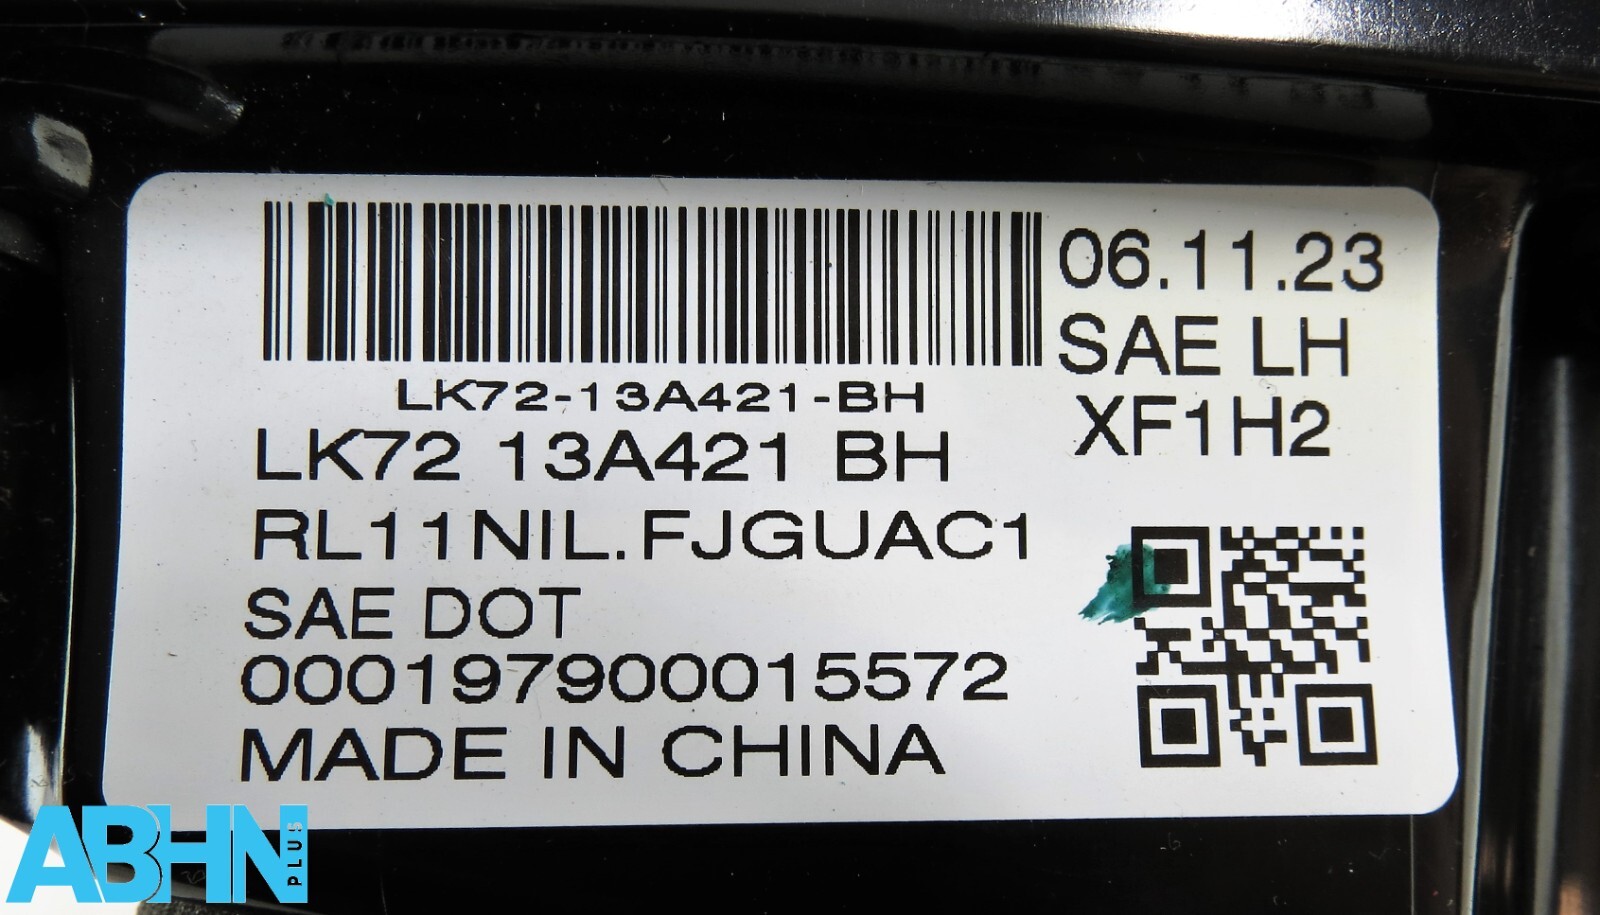 LK72-13A421-BH
LK72 13A421 BH
RL11NIL.FJGUAC1
SAE DOT
000197900015572
MADE IN CHINA
06.11.23
SAE LH
XF1H2
ABHN
PLUS